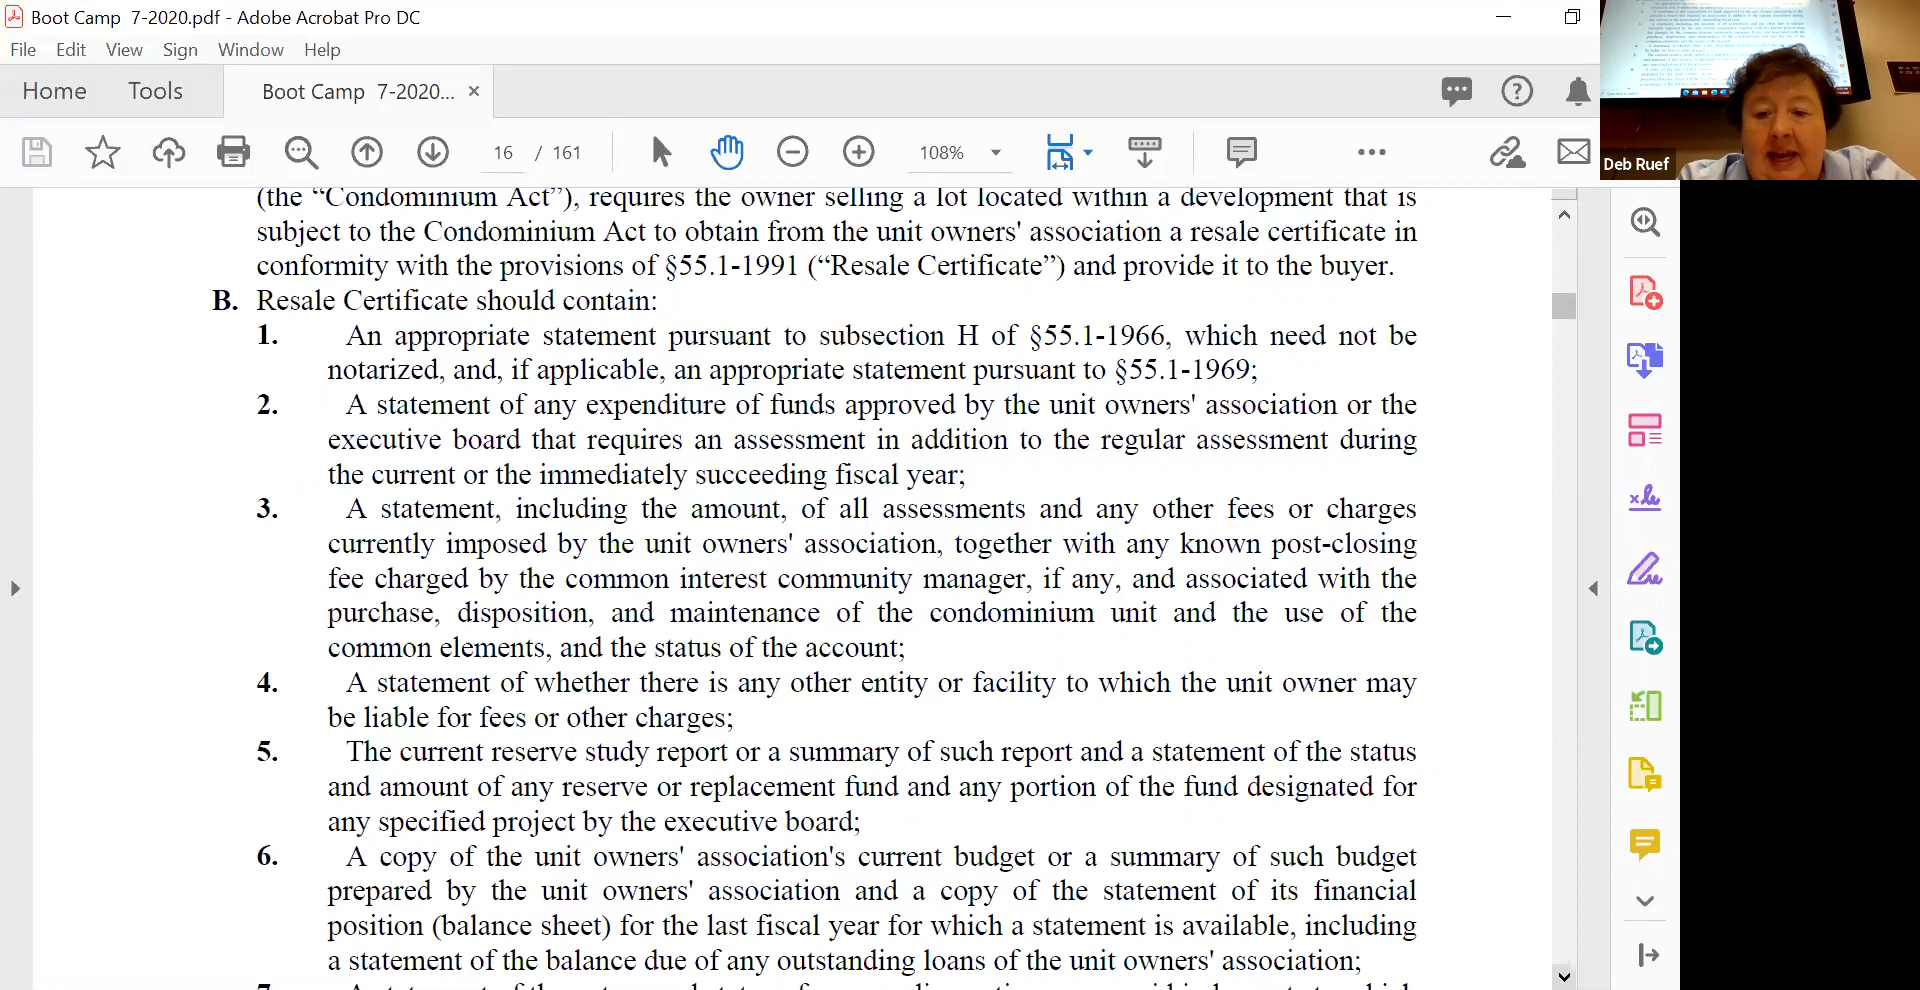 Boot Camp 7-2020.pdf - Adobe Acrobat Pro DC
File Edit View Sign Window Help
Home Tools Boot Camp 7-2020... ×
16 / 161 108%
Deb Ruef
(the “Condominium Act”), requires the owner selling a lot located within a development that is
subject to the Condominium Act to obtain from the unit owners' association a resale certificate in
conformity with the provisions of §55.1-1991 (“Resale Certificate”) and provide it to the buyer.
B. Resale Certificate should contain:
1. An appropriate statement pursuant to subsection H of §55.1-1966, which need not be
notarized, and, if applicable, an appropriate statement pursuant to §55.1-1969;
2. A statement of any expenditure of funds approved by the unit owners' association or the
executive board that requires an assessment in addition to the regular assessment during
the current or the immediately succeeding fiscal year;
3. A statement, including the amount, of all assessments and any other fees or charges
currently imposed by the unit owners' association, together with any known post-closing
fee charged by the common interest community manager, if any, and associated with the
purchase, disposition, and maintenance of the condominium unit and the use of the
common elements, and the status of the account;
4. A statement of whether there is any other entity or facility to which the unit owner may
be liable for fees or other charges;
5. The current reserve study report or a summary of such report and a statement of the status
and amount of any reserve or replacement fund and any portion of the fund designated for
any specified project by the executive board;
6. A copy of the unit owners' association's current budget or a summary of such budget
prepared by the unit owners' association and a copy of the statement of its financial
position (balance sheet) for the last fiscal year for which a statement is available, including
a statement of the balance due of any outstanding loans of the unit owners' association;